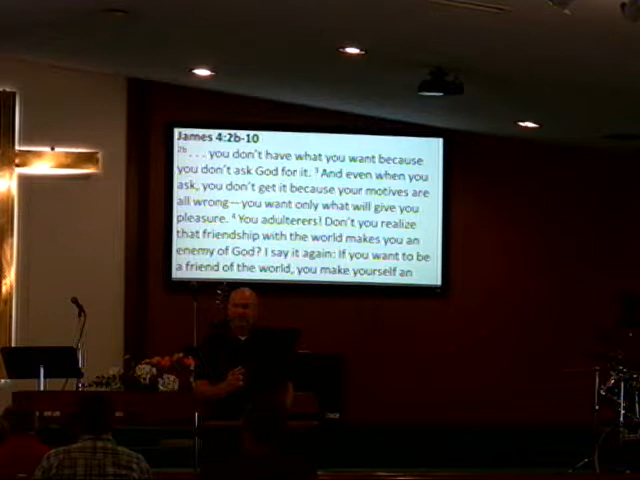 James 4:2b-10
2b . . . you don't have what you want because
you don't ask God for it. 3 And even when you
ask, you don't get it because your motives are
all wrong—you want only what will give you
pleasure. 4 You adulterers! Don't you realize
that friendship with the world makes you an
enemy of God? I say it again: If you want to be
a friend of the world, you make yourself an